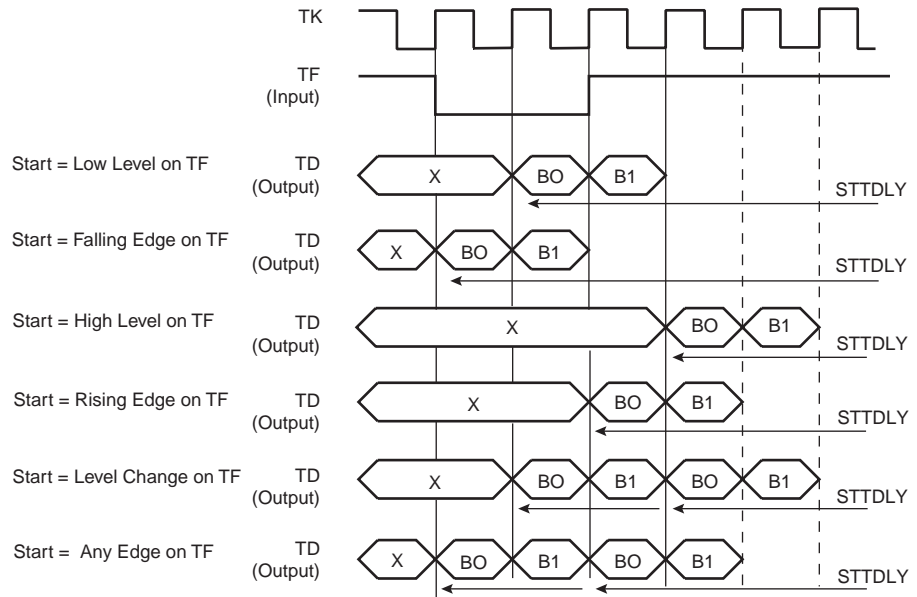 TK
TF
(Input)
Start = Low Level on TF
TD
(Output)
X
BO
B1
STTDLY
Start = Falling Edge on TF
TD
(Output)
X
BO
B1
STTDLY
Start = High Level on TF
TD
(Output)
X
BO
B1
STTDLY
Start = Rising Edge on TF
TD
(Output)
X
BO
B1
STTDLY
Start = Level Change on TF
TD
(Output)
X
BO
B1
BO
B1
STTDLY
Start = Any Edge on TF
TD
(Output)
X
BO
B1
BO
B1
STTDLY